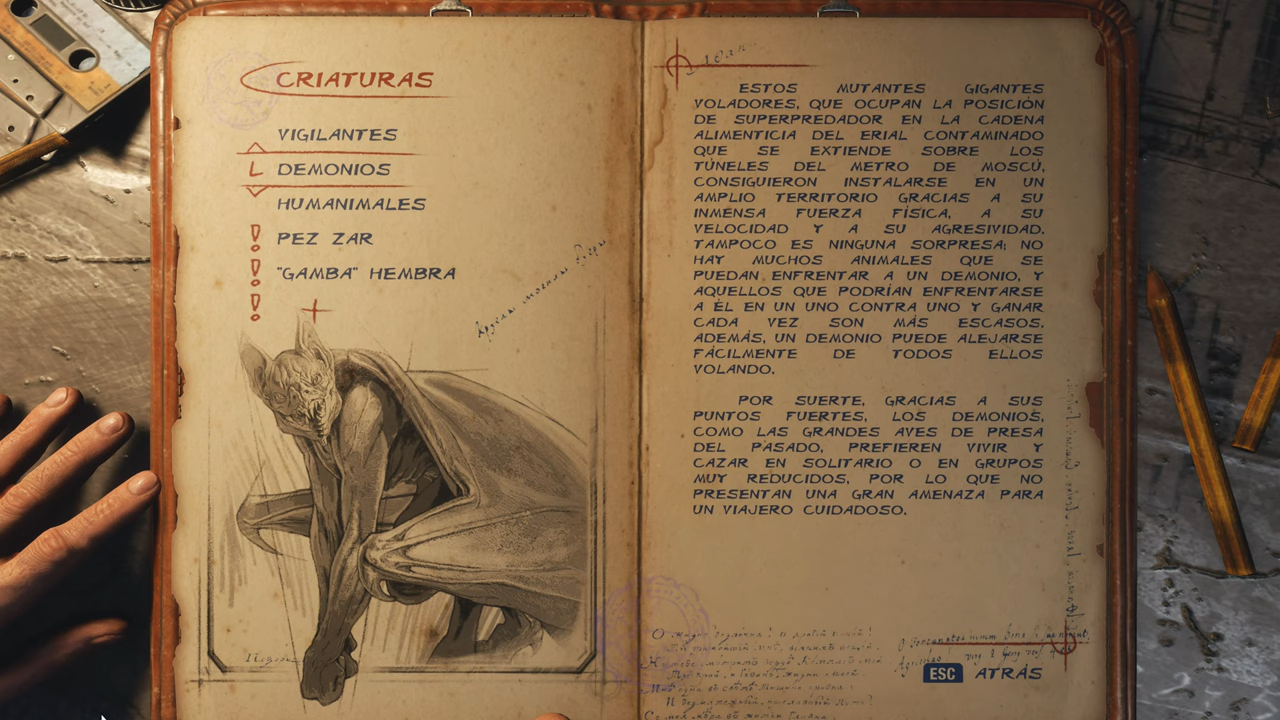 CRIATURAS
VIGILANTES
DEMONIOS
HUMANIMALES
PEZ ZAR
"GAMBA" HEMBRA
ESTOS MUTANTES GIGANTES
VOLADORES, QUE OCUPAN LA POSICIÓN
DE SUPERPREDADOR EN LA CADENA
ALIMENTICIA DEL ERIAL CONTAMINADO
QUE SE EXTIENDE SOBRE LOS
TÚNELES DEL METRO DE MOSCÚ,
CONSIGUIERON INSTALARSE EN UN
AMPLIO TERRITORIO GRACIAS A SU
INMENSA FUERZA FÍSICA, A SU
VELOCIDAD Y A SU AGRESIVIDAD.
TAMPOCO ES NINGUNA SORPRESA; NO
HAY MUCHOS ANIMALES QUE SE
PUEDAN ENFRENTAR A UN DEMONIO, Y
AQUELLOS QUE PODRÍAN ENFRENTARSE
A ÉL EN UN UNO CONTRA UNO Y GANAR
CADA VEZ SON MÁS ESCASOS.
ADEMÁS, UN DEMONIO PUEDE ALEJARSE
FÁCILMENTE DE TODOS ELLOS
VOLANDO.
POR SUERTE, GRACIAS A SUS
PUNTOS FUERTES, LOS DEMONIOS,
COMO LAS GRANDES AVES DE PRESA
DEL PASADO, PREFIEREN VIVIR Y
CAZAR EN SOLITARIO O EN GRUPOS
MUY REDUCIDOS, POR LO QUE NO
PRESENTAN UNA GRAN AMENAZA PARA
UN VIAJERO CUIDADOSO.
ESC ATRÁS